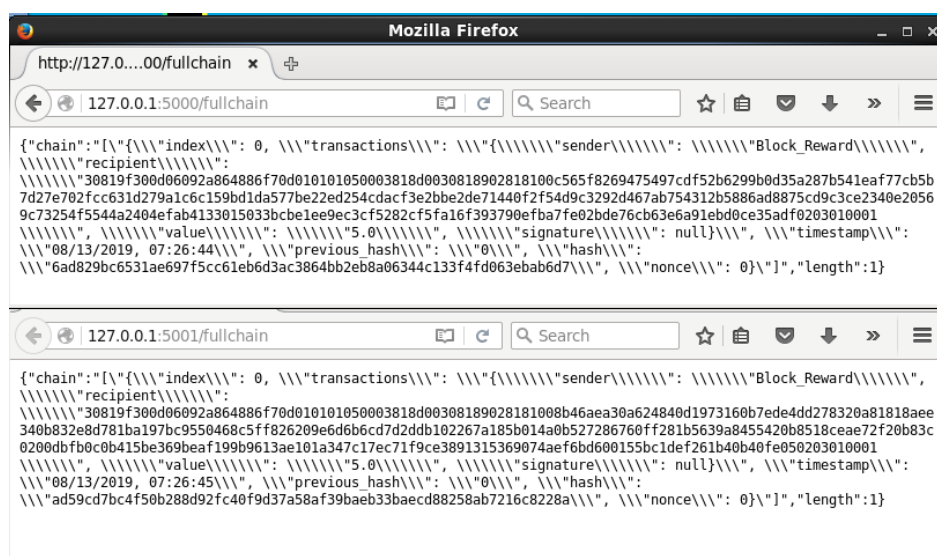 Mozilla Firefox
http://127.0....00/fullchain
127.0.0.1:5000/fullchain
Search
{"chain":"[\"{\\\"index\\\": 0, \\\"transactions\\\": \\\"{\\\\\\\"sender\\\\\\\": \\\\\\\"Block_Reward\\\\\\\",
\\\\\\\"recipient\\\\\\\":
\\\\\\\"30819f300d06092a864886f70d010101050003818d0030818902818100c565f8269475497cdf52b6299b0d35a287b541eaf77cb5b
7d27e702fcc631d279a1c6c159bd1da577be22ed254cdacf3e2bbe2de71440f2f54d9c3292d467ab754312b5886ad8875cd9c3ce2340e2056
9c73254f5544a2404efab4133015033bcbe1ee9ec3cf5282cf5fa16f393790efba7fe02bde76cb63e6a91ebd0ce35adf0203010001
\\\\\\\", \\\\\\\"value\\\\\\\": \\\\\\\"5.0\\\\\\\", \\\\\\\"signature\\\\\\\": null}\\\", \\\"timestamp\\\":
\\\"08/13/2019, 07:26:44\\\", \\\"previous_hash\\\": \\\"0\\\", \\\"hash\\\":
\\\"6ad829bc6531ae697f5cc61eb6d3ac3864bb2eb8a06344c133f4fd063ebab6d7\\\", \\\"nonce\\\": 0}\"]","length":1}
127.0.0.1:5001/fullchain
Search
{"chain":"[\"{\\\"index\\\": 0, \\\"transactions\\\": \\\"{\\\\\\\"sender\\\\\\\": \\\\\\\"Block_Reward\\\\\\\",
\\\\\\\"recipient\\\\\\\":
\\\\\\\"30819f300d06092a864886f70d010101050003818d00308189028181008b46aea30a624840d1973160b7ede4dd278320a81818aee
340b832e8d781ba197bc9550468c5ff826209e6d6b6cd7d2ddb102267a185b014a0b527286760ff281b5639a8455420b8518ceae72f20b83c
0200dbfb0c0b415be369beaf199b9613ae101a347c17ec71f9ce3891315369074aef6bd600155bc1def261b40b40fe050203010001
\\\\\\\", \\\\\\\"value\\\\\\\": \\\\\\\"5.0\\\\\\\", \\\\\\\"signature\\\\\\\": null}\\\", \\\"timestamp\\\":
\\\"08/13/2019, 07:26:45\\\", \\\"previous_hash\\\": \\\"0\\\", \\\"hash\\\":
\\\"ad59cd7bc4f50b288d92fc40f9d37a58af39baeb33baecd88258ab7216c8228a\\\", \\\"nonce\\\": 0}\"]","length":1}